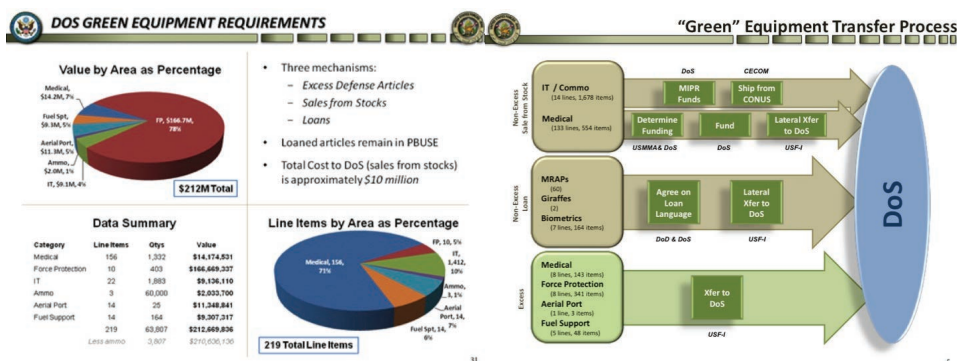 DOS GREEN EQUIPMENT REQUIREMENTS
Value by Area as Percentage
Medical,
$14.2M, 7%
Fuel Spt,
$9.3M, 5%
Aerial Port,
$11.3M, 5%
Ammo,
$2.0M, 1%
IT, $9.1M, 4%
FP, $166.7M,
78%
$212M Total
• Three mechanisms:
– Excess Defense Articles
– Sales from Stocks
– Loans
• Loaned articles remain in PBUSE
• Total Cost to DoS (sales from stocks)
is approximately $10 million
Data Summary
Category Line Items Qtys Value
Medical 156 1,332 $14,174,531
Force Protection 10 403 $166,669,337
IT 22 1,883 $9,136,110
Ammo 3 60,000 $2,033,700
Aerial Port 14 25 $11,348,841
Fuel Support 14 164 $9,307,317
219 63,807 $212,669,836
Less ammo 3,807 $210,636,136
Line Items by Area as Percentage
Medical, 156,
71%
FP, 10, 5%
IT,
1,412,
10%
Ammo,
3, 1%
Aerial
Port, 14,
7%
Fuel Spt, 14,
6%
219 Total Line Items
31
"Green" Equipment Transfer Process
Non-Excess
Sale from Stock
IT / Commo
(14 lines, 1,678 items)
Medical
(133 lines, 554 items)
DoS
MIPR
Funds
CECOM
Ship from
CONUS
Determine
Funding
USMMA& DoS
Fund
DoS
Lateral Xfer
to DoS
USF-I
Non-Excess
Loan
MRAPs
(60)
Giraffes
(2)
Biometrics
(7 lines, 164 items)
Agree on
Loan
Language
DoD & DoS
Lateral
Xfer to
DoS
USF-I
Excess
Medical
(8 lines, 143 items)
Force Protection
(8 lines, 341 items)
Aerial Port
(1 line, 3 items)
Fuel Support
(5 lines, 48 items)
Xfer to
DoS
USF-I
DoS